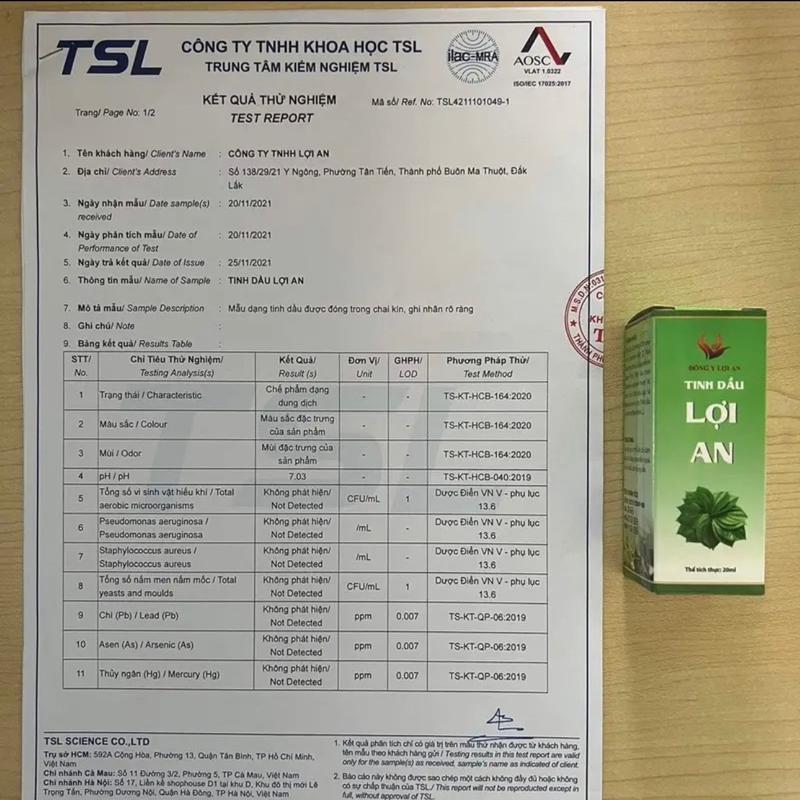 TSL
CÔNG TY TNHH KHOA HỌC TSL
TRUNG TÂM KIỂM NGHIỆM TSL
ilac-MRA
AOSC
VLAT 1.0322
ISO/IEC 17025:2017
Trang/ Page No: 1/2
KẾT QUẢ THỬ NGHIỆM
TEST REPORT
Mã số/ Ref. No: TSL4211101049-1
1. Tên khách hàng/ Client's Name : CÔNG TY TNHH LỢI AN
2. Địa chỉ/ Client's Address : Số 138/29/21 Y Ngông, Phường Tân Tiến, Thành phố Buôn Ma Thuột, Đắk
Lắk
3. Ngày nhận mẫu/ Date sample(s) : 20/11/2021
received
4. Ngày phân tích mẫu/ Date of : 20/11/2021
Performance of Test
5. Ngày trả kết quả/ Date of Issue : 25/11/2021
6. Thông tin mẫu/ Name of Sample : TINH DẦU LỢI AN
7. Mô tả mẫu/ Sample Description : Mẫu dạng tinh dầu được đóng trong chai kín, ghi nhãn rõ ràng
8. Ghi chú/ Note :
9. Bảng kết quả/ Results Table :
STT/ Chỉ Tiêu Thử Nghiệm/ Kết Quả/ Đơn Vị/ GHPH/ Phương Pháp Thử/
No. Testing Analysis(s) Result (s) Unit LOD Test Method
1 Trạng thái / Characteristic Chế phẩm dạng dung dịch - - TS-KT-HCB-164:2020
2 Màu sắc / Colour Màu sắc đặc trưng của sản phẩm - - TS-KT-HCB-164:2020
3 Mùi / Odor Mùi đặc trưng của sản phẩm - - TS-KT-HCB-164:2020
4 pH / pH 7.03 - - TS-KT-HCB-040:2019
5 Tổng số vi sinh vật hiếu khí / Total aerobic microorganisms Không phát hiện/ Not Detected CFU/mL 1 Dược Điển VN V - phụ lục 13.6
6 Pseudomonas aeruginosa / Pseudomonas aeruginosa Không phát hiện/ Not Detected /mL - Dược Điển VN V - phụ lục 13.6
7 Staphylococcus aureus / Staphylococcus aureus Không phát hiện/ Not Detected /mL - Dược Điển VN V - phụ lục 13.6
8 Tổng số nấm men nấm mốc / Total yeasts and moulds Không phát hiện/ Not Detected CFU/mL 1 Dược Điển VN V - phụ lục 13.6
9 Chì (Pb) / Lead (Pb) Không phát hiện/ Not Detected ppm 0.007 TS-KT-QP-06:2019
10 Asen (As) / Arsenic (As) Không phát hiện/ Not Detected ppm 0.007 TS-KT-QP-06:2019
11 Thủy ngân (Hg) / Mercury (Hg) Không phát hiện/ Not Detected ppm 0.007 TS-KT-QP-06:2019
TSL SCIENCE CO.,LTD
Trụ sở HCM: 592A Cộng Hòa, Phường 13, Quận Tân Bình, TP Hồ Chí Minh,
Việt Nam
Chi nhánh Cà Mau: Số 11 Đường 3/2, Phường 5, TP Cà Mau, Việt Nam
Chi nhánh Hà Nội: Số 17, Liền kề shophouse D1 tại khu D, Khu đô thị mới Lê
Trọng Tấn, Phường Dương Nội, Quận Hà Đông, TP Hà Nội, Việt Nam
1. Kết quả phân tích chỉ có giá trị trên mẫu thử nhận được từ khách hàng,
tên mẫu theo khách hàng gửi / Testing results in this test report are valid
only for the sample(s) as received, sample's name as indicated of client.
2. Báo cáo này không được sao chép một cách không đầy đủ hoặc không
có sự chấp thuận của TSL./ This report will not be reproduced except in
full, without approval of TSL.
ĐÔNG Y LỢI AN
TINH DẦU
LỢI
AN
Thể tích thực: 20ml